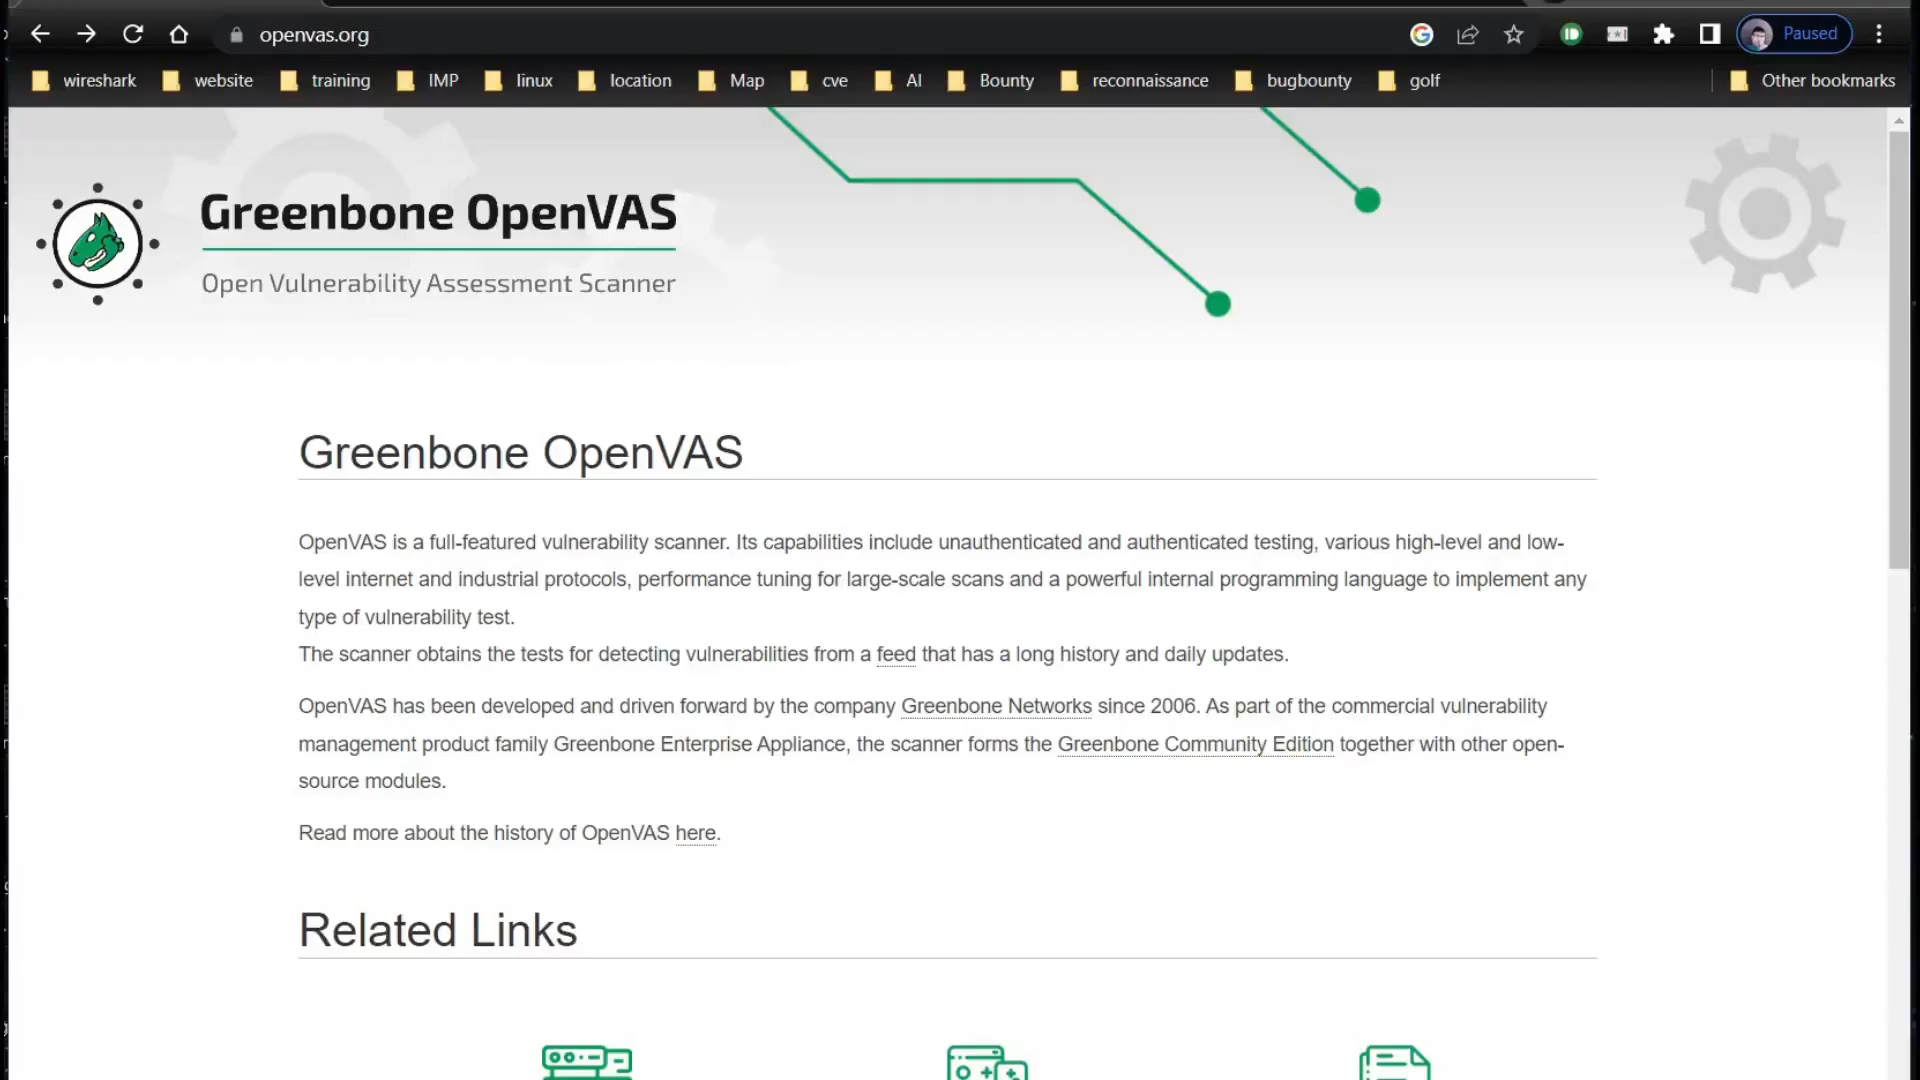 openvas.org
Paused
wireshark website training IMP linux location Map cve AI Bounty reconnaissance bugbounty golf Other bookmarks
Greenbone OpenVAS
Open Vulnerability Assessment Scanner
Greenbone OpenVAS
OpenVAS is a full-featured vulnerability scanner. Its capabilities include unauthenticated and authenticated testing, various high-level and low-
level internet and industrial protocols, performance tuning for large-scale scans and a powerful internal programming language to implement any
type of vulnerability test.
The scanner obtains the tests for detecting vulnerabilities from a feed that has a long history and daily updates.
OpenVAS has been developed and driven forward by the company Greenbone Networks since 2006. As part of the commercial vulnerability
management product family Greenbone Enterprise Appliance, the scanner forms the Greenbone Community Edition together with other open-
source modules.
Read more about the history of OpenVAS here.
Related Links